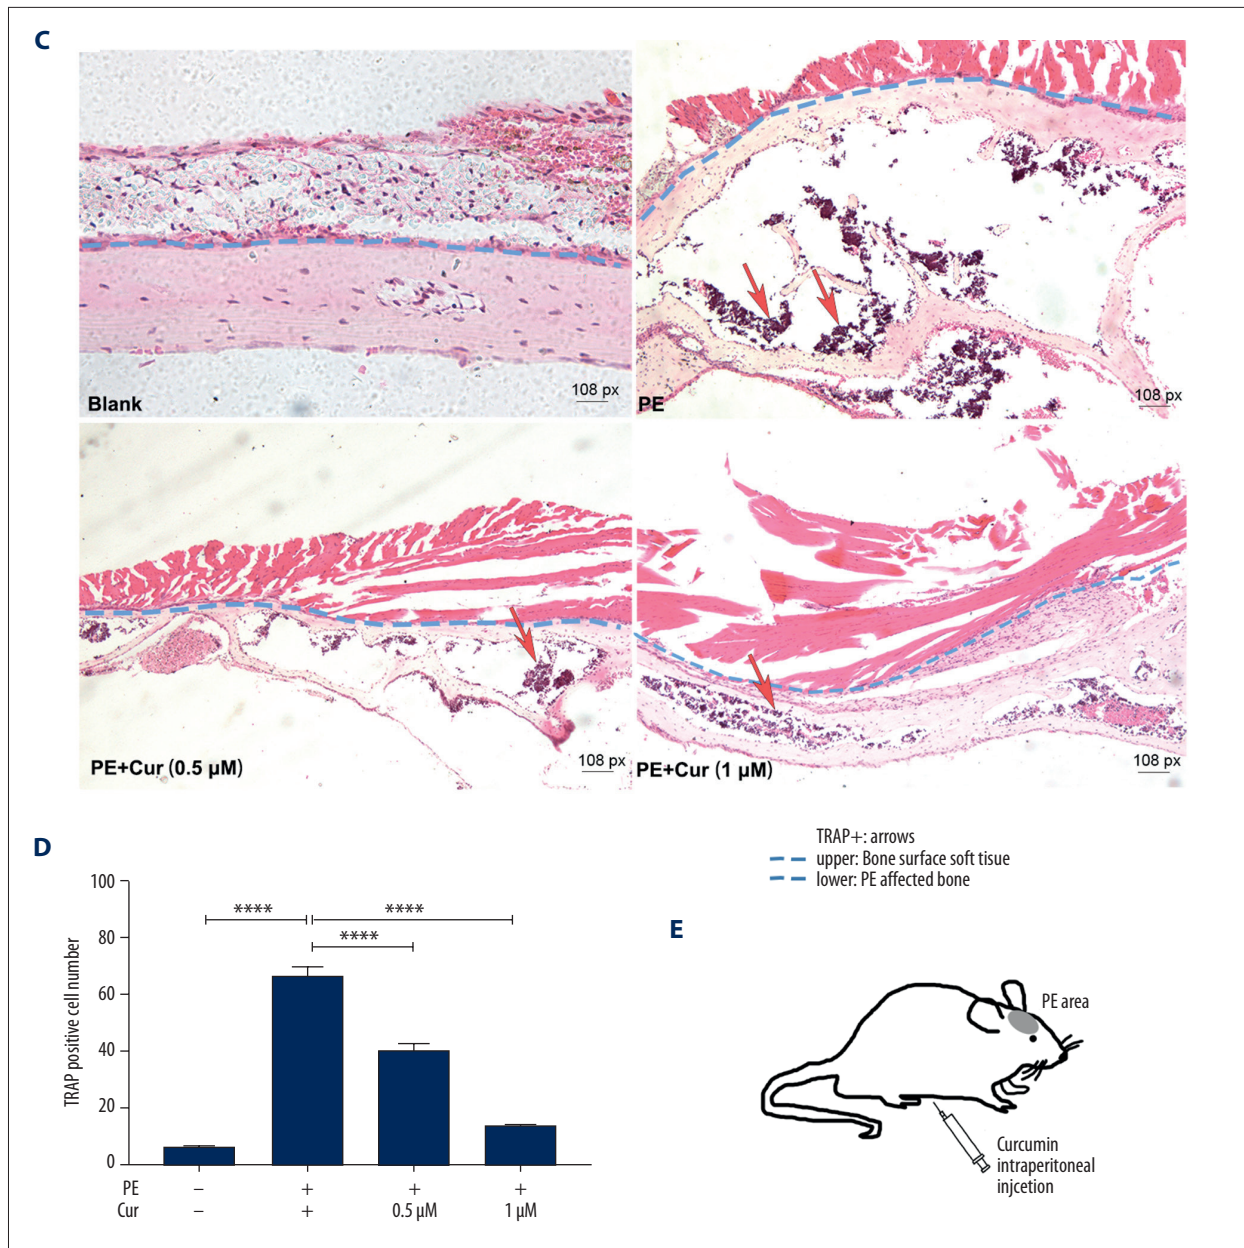 C
Blank
108 px
PE
108 px
PE+Cur (0.5 µM)
108 px
PE+Cur (1 µM)
108 px
TRAP+: arrows
upper: Bone surface soft tissue
lower: PE affected bone
D
100
80
60
40
20
0
TRAP positive cell number
****
****
****
PE – + + +
Cur – + 0.5 µM 1 µM
E
PE area
Curcumin
intraperitoneal
injcetion